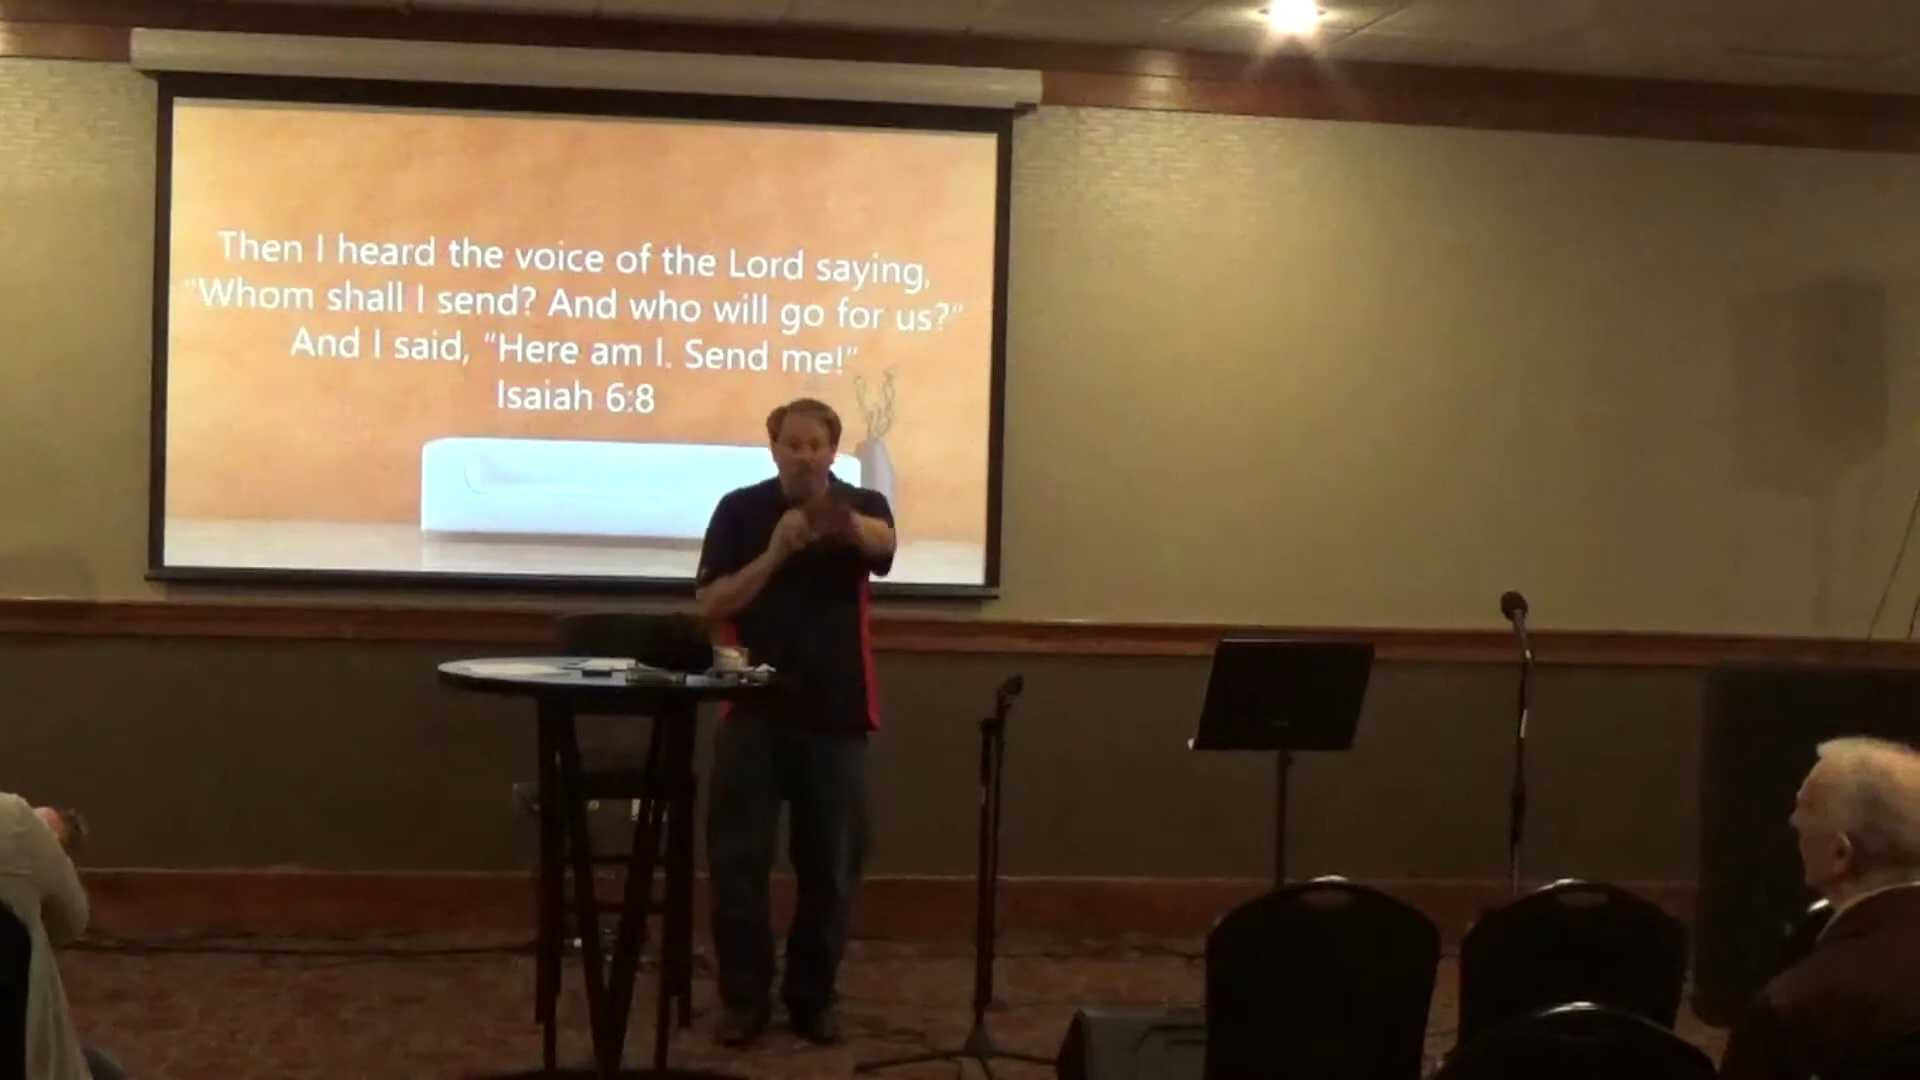 Then I heard the voice of the Lord saying,
"Whom shall I send? And who will go for us?"
And I said, "Here am I. Send me!"
Isaiah 6:8